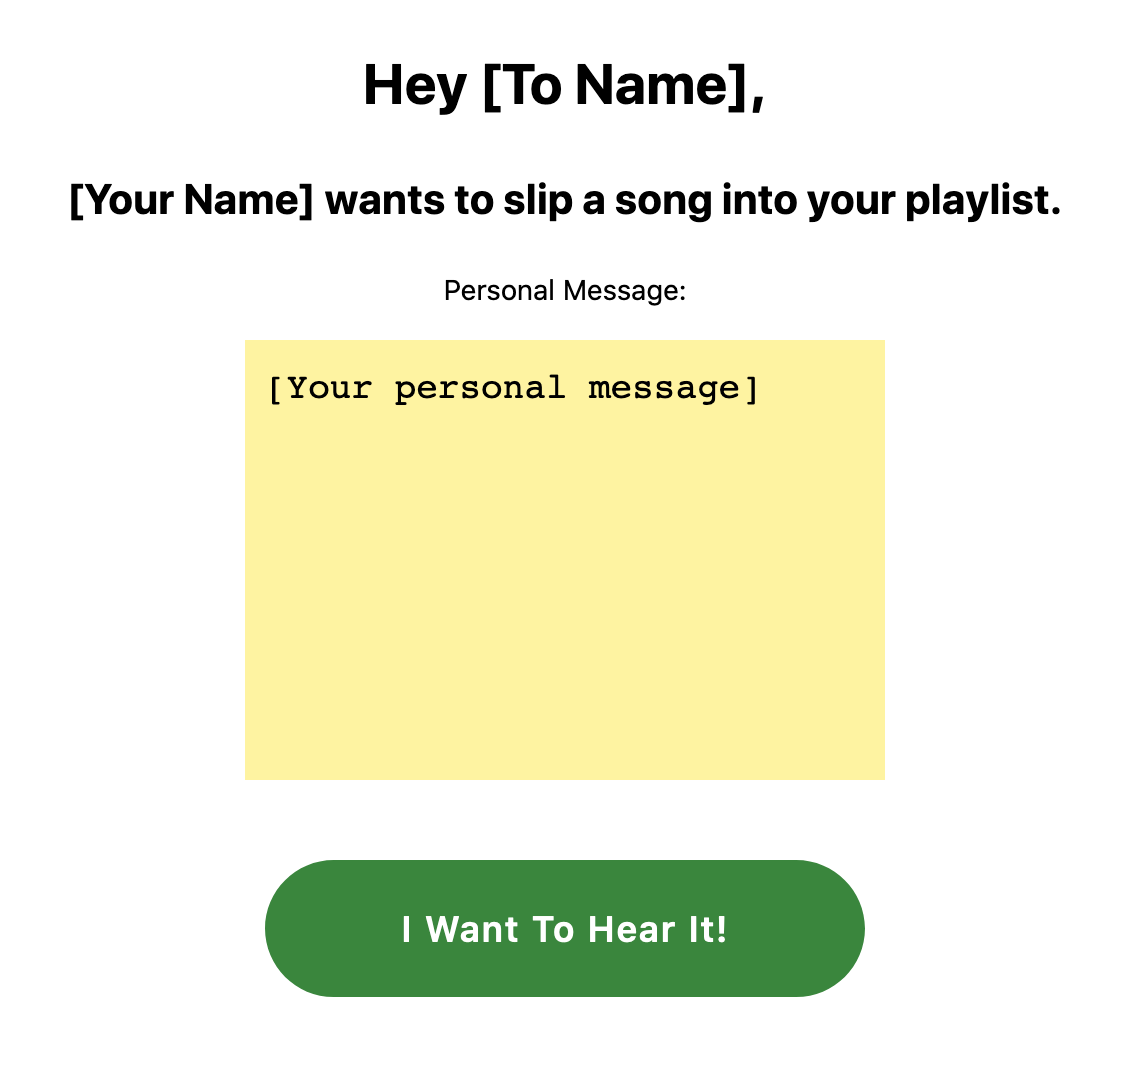 Hey [To Name],
[Your Name] wants to slip a song into your playlist.
Personal Message:
[Your personal message]
I Want To Hear It!